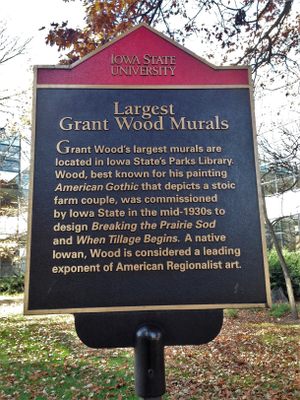 IOWA STATE
UNIVERSITY
Largest
Grant Wood Murals
Grant Wood's largest murals are
located in Iowa State's Parks Library.
Wood, best known for his painting
American Gothic that depicts a stoic
farm couple, was commissioned
by Iowa State in the mid-1930s to
design Breaking the Prairie Sod
and When Tillage Begins. A native
Iowan, Wood is considered a leading
exponent of American Regionalist art.